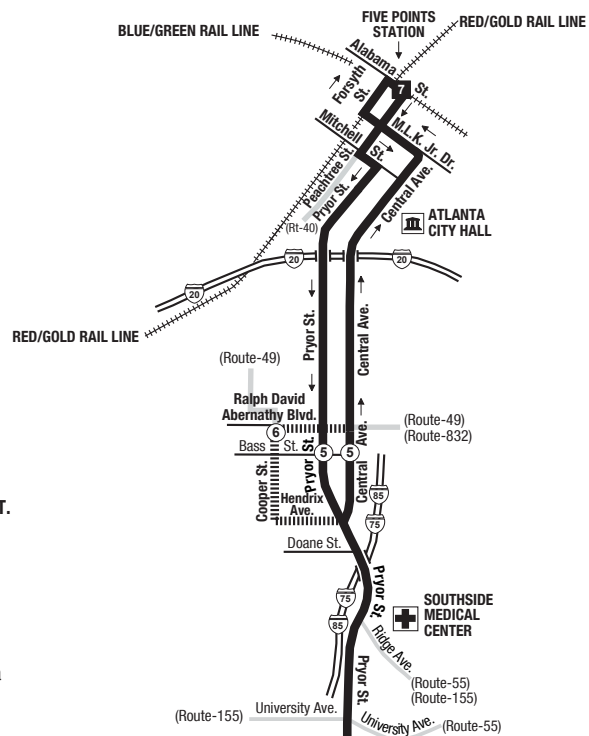 FIVE POINTS
STATION
RED/GOLD RAIL LINE
BLUE/GREEN RAIL LINE
Alabama St.
7
Forsyth
St.
Mitchell St.
M.L.K. Jr. Dr.
Peachtree St.
Pryor St.
Central Ave.
(Rt-40)
ATLANTA
CITY HALL
20
20
20
RED/GOLD RAIL LINE
Pryor St.
Central Ave.
(Route-49)
Ralph David
Abernathy Blvd.
(Route-49)
(Route-832)
6
Bass St.
5
5
Pryor St.
Central Ave.
Cooper St.
Hendrix
Ave.
85
75
T.
Doane St.
Pryor St.
75
85
SOUTHSIDE
MEDICAL
CENTER
Ridge Ave.
(Route-55)
(Route-155)
Pryor St.
University Ave.
(Route-155)
University Ave.
(Route-55)